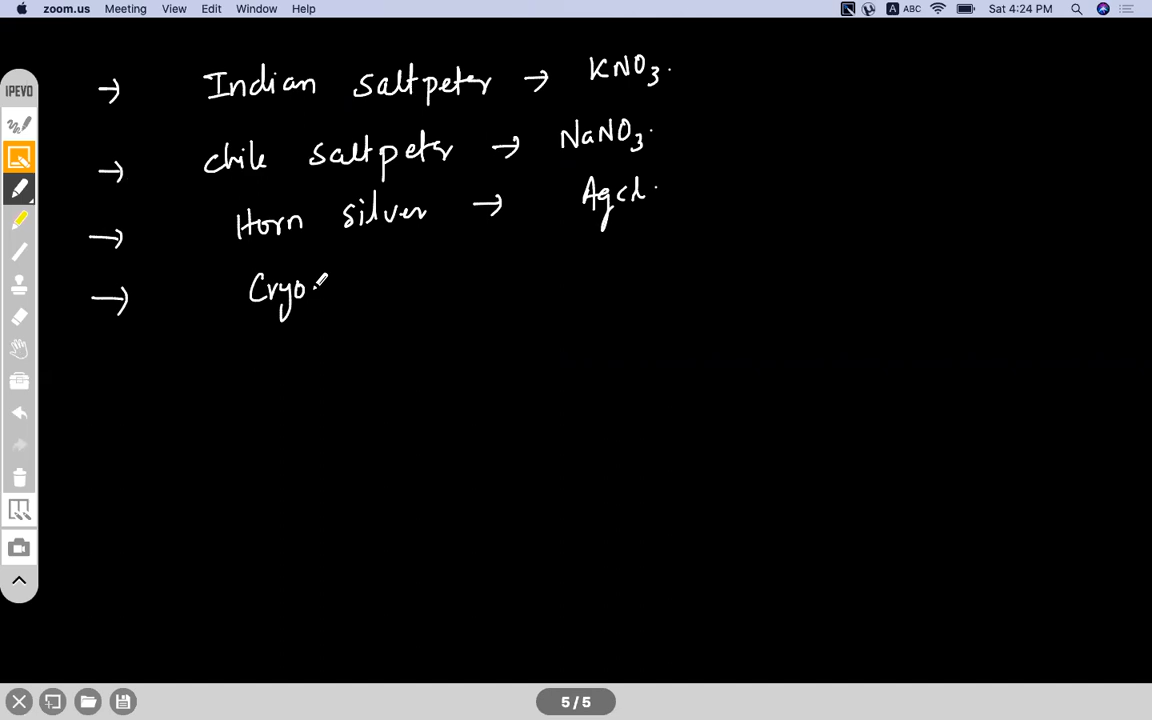 zoom.us Meeting View Edit Window Help A ABC Sat 4:24 PM
IPEVO
→ Indian saltpeter → KNO₃.
→ chile saltpeter → NaNO₃.
→ Horn silver → Agcl.
→ Cryo
5 / 5